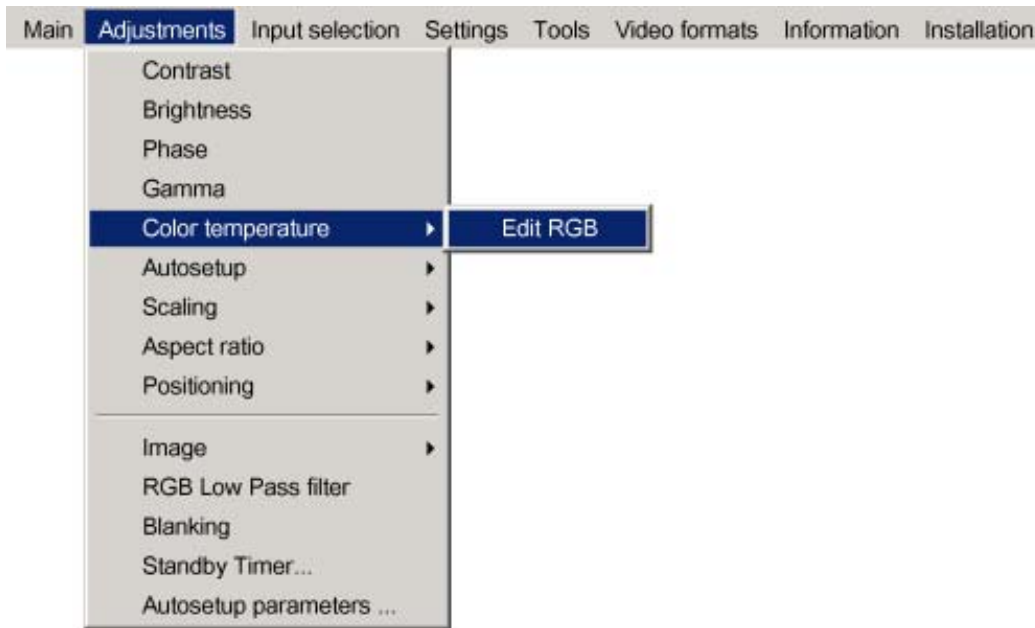 Main Adjustments Input selection Settings Tools Video formats Information Installation
Contrast
Brightness
Phase
Gamma
Color temperature Edit RGB
Autosetup
Scaling
Aspect ratio
Positioning
Image
RGB Low Pass filter
Blanking
Standby Timer...
Autosetup parameters ...